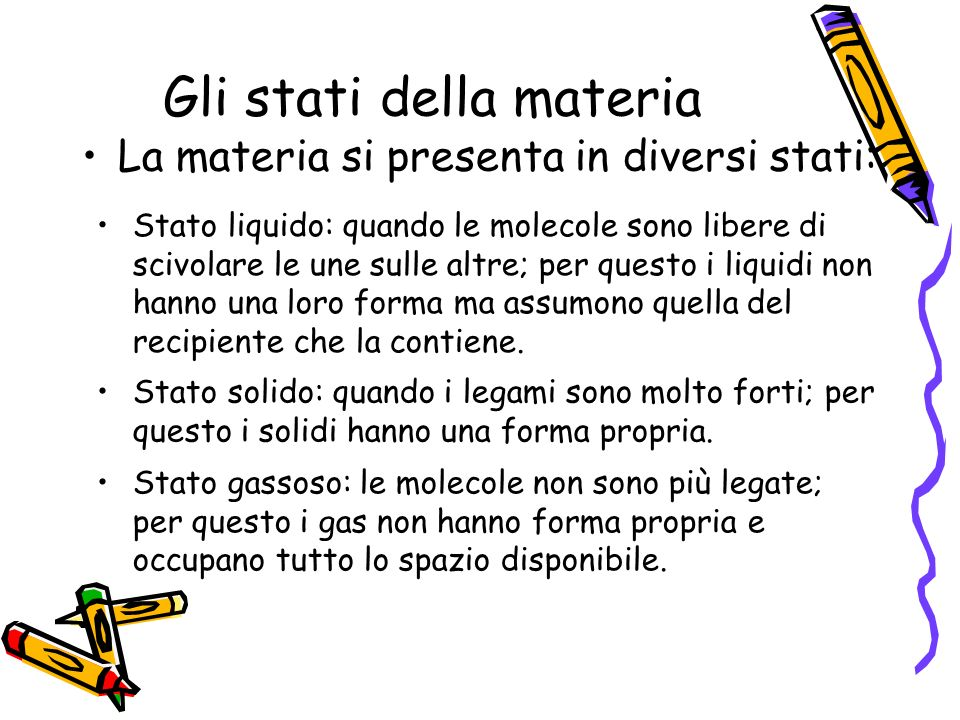 Gli stati della materia
• La materia si presenta in diversi stati:
• Stato liquido: quando le molecole sono libere di
scivolare le une sulle altre; per questo i liquidi non
hanno una loro forma ma assumono quella del
recipiente che la contiene.
• Stato solido: quando i legami sono molto forti; per
questo i solidi hanno una forma propria.
• Stato gassoso: le molecole non sono più legate;
per questo i gas non hanno forma propria e
occupano tutto lo spazio disponibile.